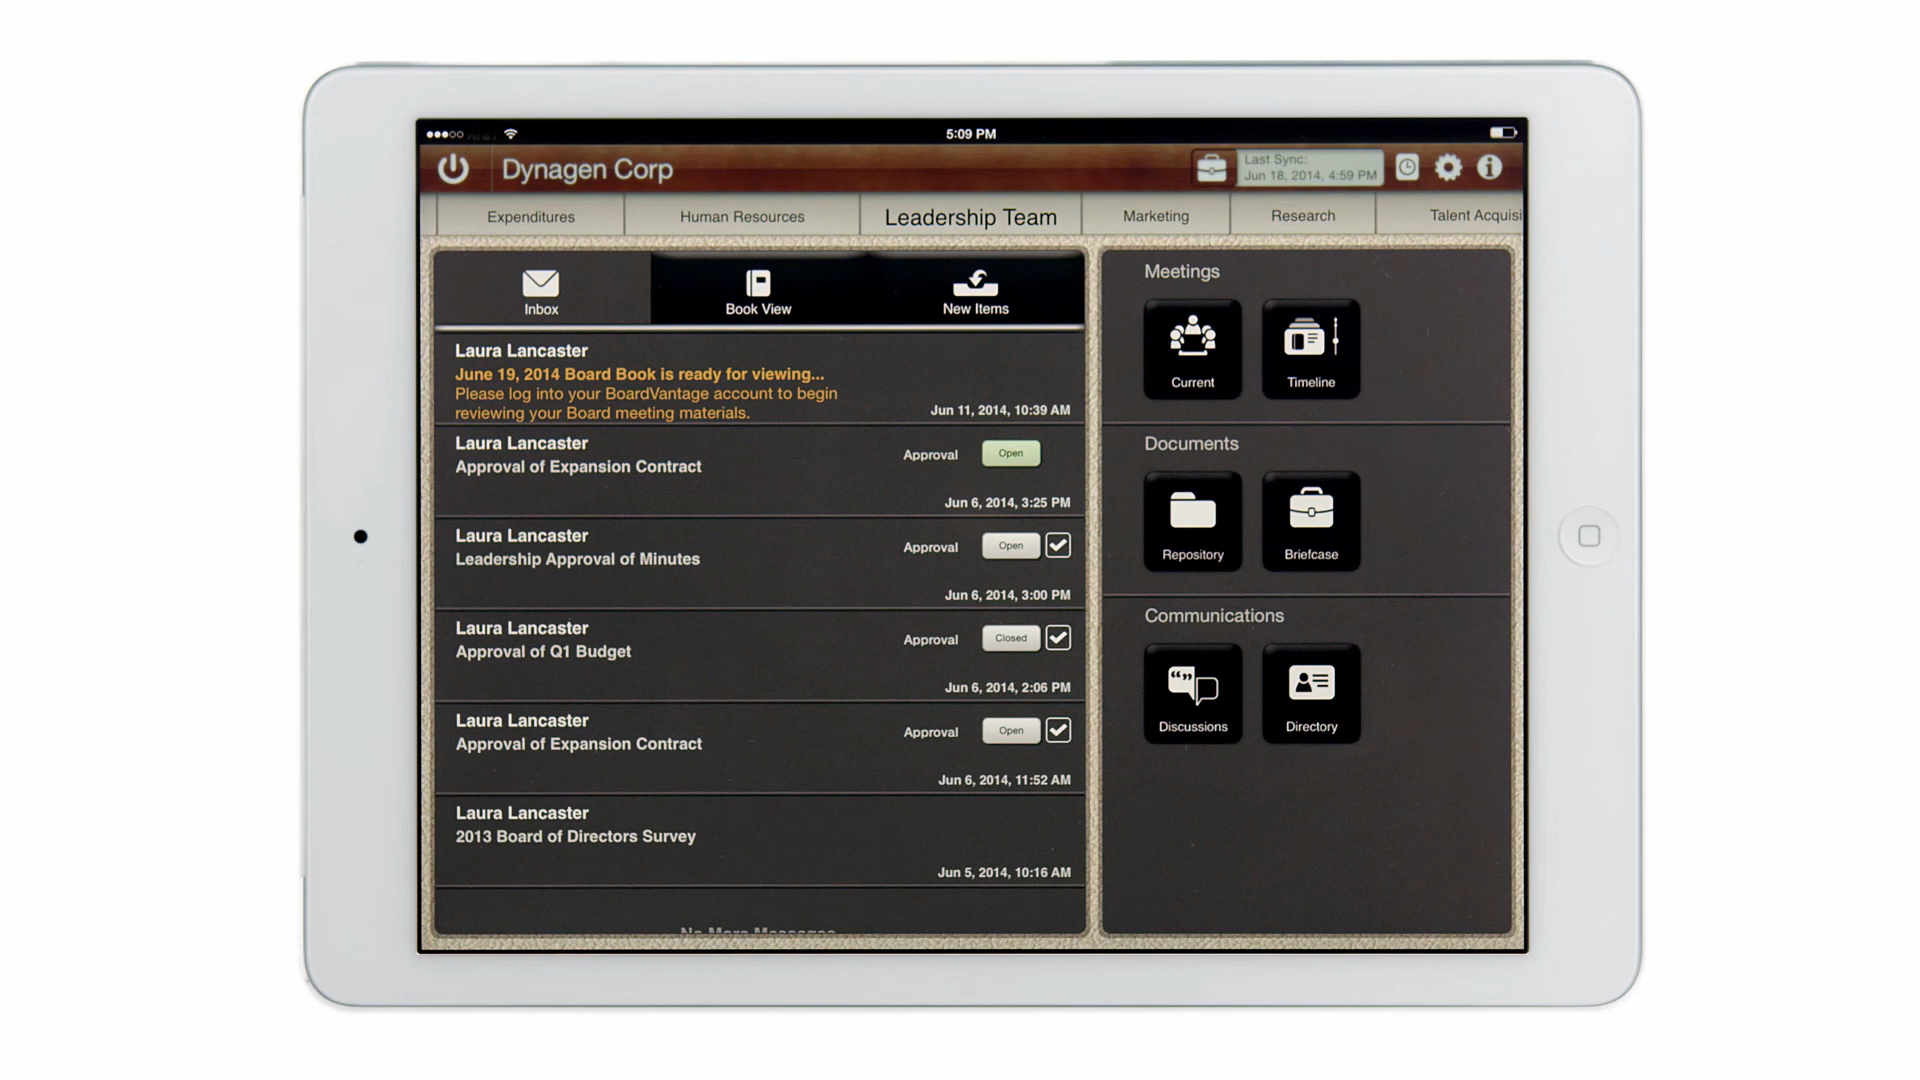 5:09 PM
Dynagen Corp
Last Sync:
Jun 18, 2014, 4:59 PM
Expenditures
Human Resources
Leadership Team
Marketing
Research
Talent Acquisi
Inbox
Book View
New Items
Laura Lancaster
June 19, 2014 Board Book is ready for viewing...
Please log into your BoardVantage account to begin
reviewing your Board meeting materials.
Jun 11, 2014, 10:39 AM
Laura Lancaster
Approval of Expansion Contract
Approval
Open
Jun 6, 2014, 3:25 PM
Laura Lancaster
Leadership Approval of Minutes
Approval
Open
Jun 6, 2014, 3:00 PM
Laura Lancaster
Approval of Q1 Budget
Approval
Closed
Jun 6, 2014, 2:06 PM
Laura Lancaster
Approval of Expansion Contract
Approval
Open
Jun 6, 2014, 11:52 AM
Laura Lancaster
2013 Board of Directors Survey
Jun 5, 2014, 10:16 AM
No More Messages
Meetings
Current
Timeline
Documents
Repository
Briefcase
Communications
Discussions
Directory